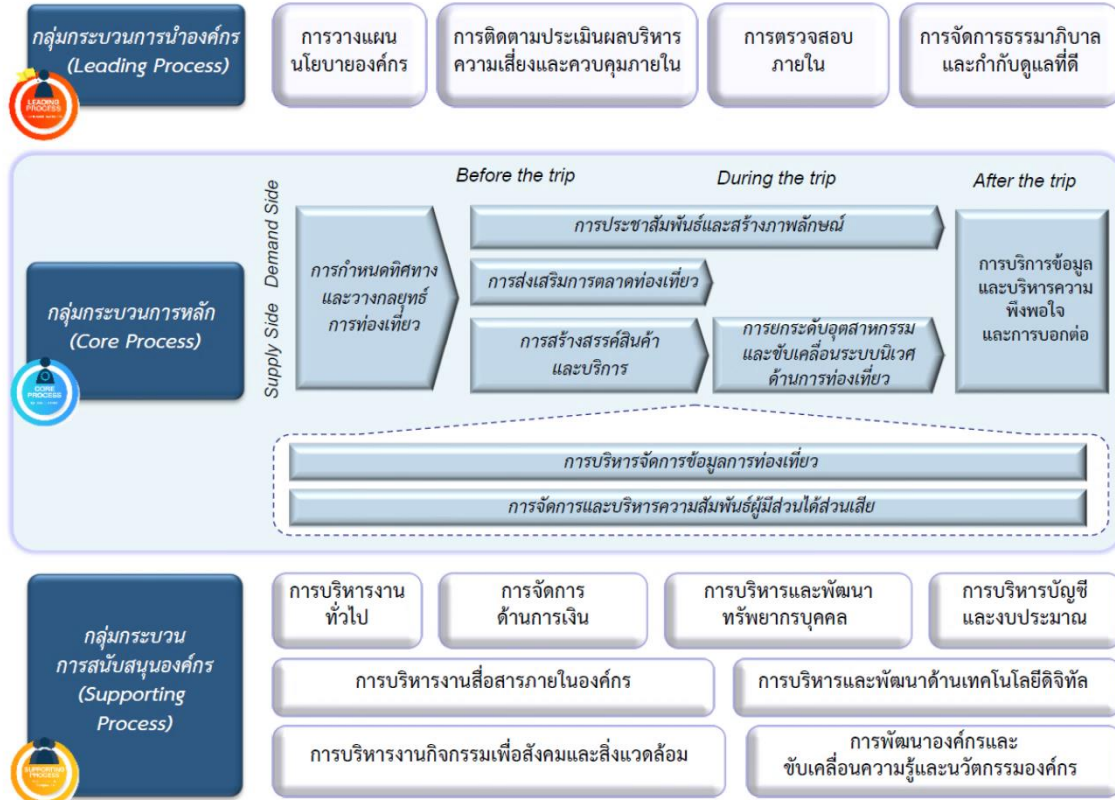 กลุ่มกระบวนการนำองค์กร
(Leading Process)
LEADING
PROCESS
การวางแผน
นโยบายองค์กร
การติดตามประเมินผลบริหาร
ความเสี่ยงและควบคุมภายใน
การตรวจสอบ
ภายใน
การจัดการธรรมาภิบาล
และกำกับดูแลที่ดี
Before the trip
During the trip
After the trip
Demand Side
Supply Side
กลุ่มกระบวนการหลัก
(Core Process)
CORE
PROCESS
การกำหนดทิศทาง
และวางกลยุทธ์
การท่องเที่ยว
การประชาสัมพันธ์และสร้างภาพลักษณ์
การส่งเสริมการตลาดท่องเที่ยว
การสร้างสรรค์สินค้า
และบริการ
การยกระดับอุตสาหกรรม
และขับเคลื่อนระบบนิเวศ
ด้านการท่องเที่ยว
การบริการข้อมูล
และบริหารความ
พึงพอใจ
และการบอกต่อ
การบริหารจัดการข้อมูลการท่องเที่ยว
การจัดการและบริหารความสัมพันธ์ผู้มีส่วนได้ส่วนเสีย
กลุ่มกระบวน
การสนับสนุนองค์กร
(Supporting
Process)
SUPPORTING
PROCESS
การบริหารงาน
ทั่วไป
การจัดการ
ด้านการเงิน
การบริหารและพัฒนา
ทรัพยากรบุคคล
การบริหารบัญชี
และงบประมาณ
การบริหารงานสื่อสารภายในองค์กร
การบริหารและพัฒนาด้านเทคโนโลยีดิจิทัล
การบริหารงานกิจกรรมเพื่อสังคมและสิ่งแวดล้อม
การพัฒนาองค์กรและ
ขับเคลื่อนความรู้และนวัตกรรมองค์กร